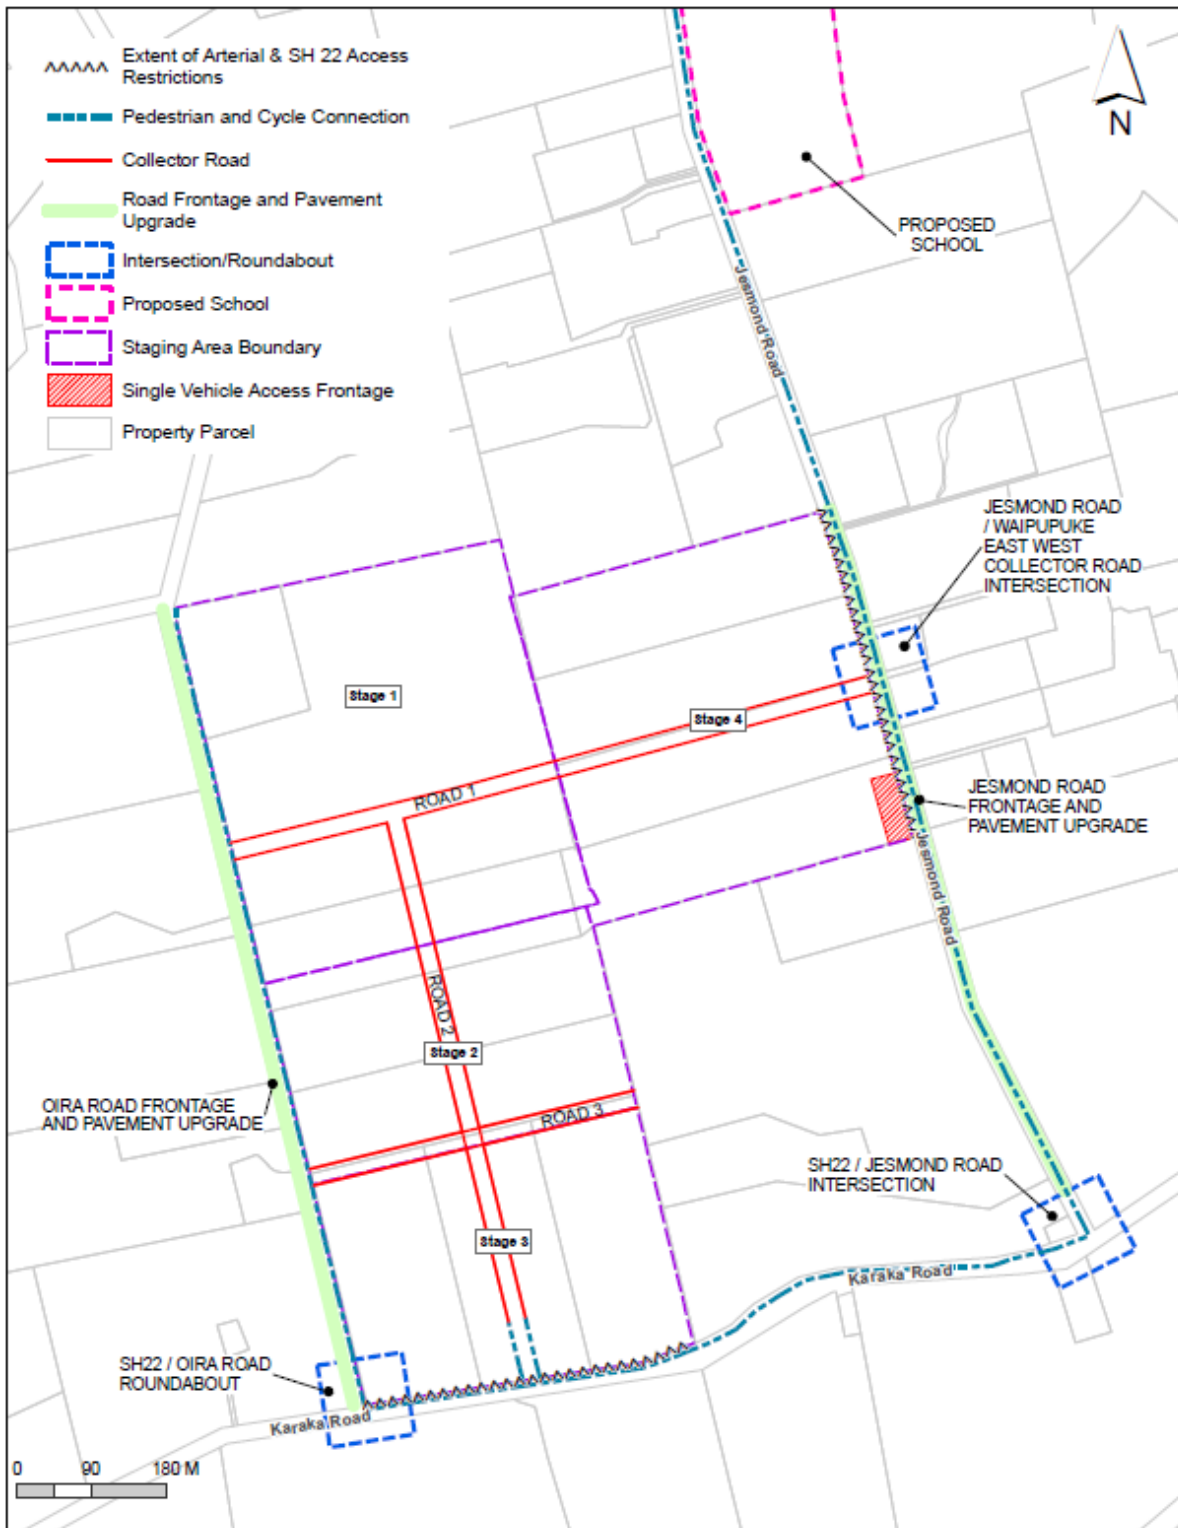 Extent of Arterial & SH 22 Access
Restrictions
Pedestrian and Cycle Connection
Collector Road
Road Frontage and Pavement
Upgrade
Intersection/Roundabout
Proposed School
Staging Area Boundary
Single Vehicle Access Frontage
Property Parcel
N
PROPOSED
SCHOOL
Jesmond Road
JESMOND ROAD
/ WAIPUPUKE
EAST WEST
COLLECTOR ROAD
INTERSECTION
Stage 1
Stage 4
ROAD 1
JESMOND ROAD
FRONTAGE AND
PAVEMENT UPGRADE
Jesmond Road
ROAD 2
Stage 2
OIRA ROAD FRONTAGE
AND PAVEMENT UPGRADE
ROAD 3
SH22 / JESMOND ROAD
INTERSECTION
Stage 3
Karaka Road
SH22 / OIRA ROAD
ROUNDABOUT
Karaka Road
0 90 180 M